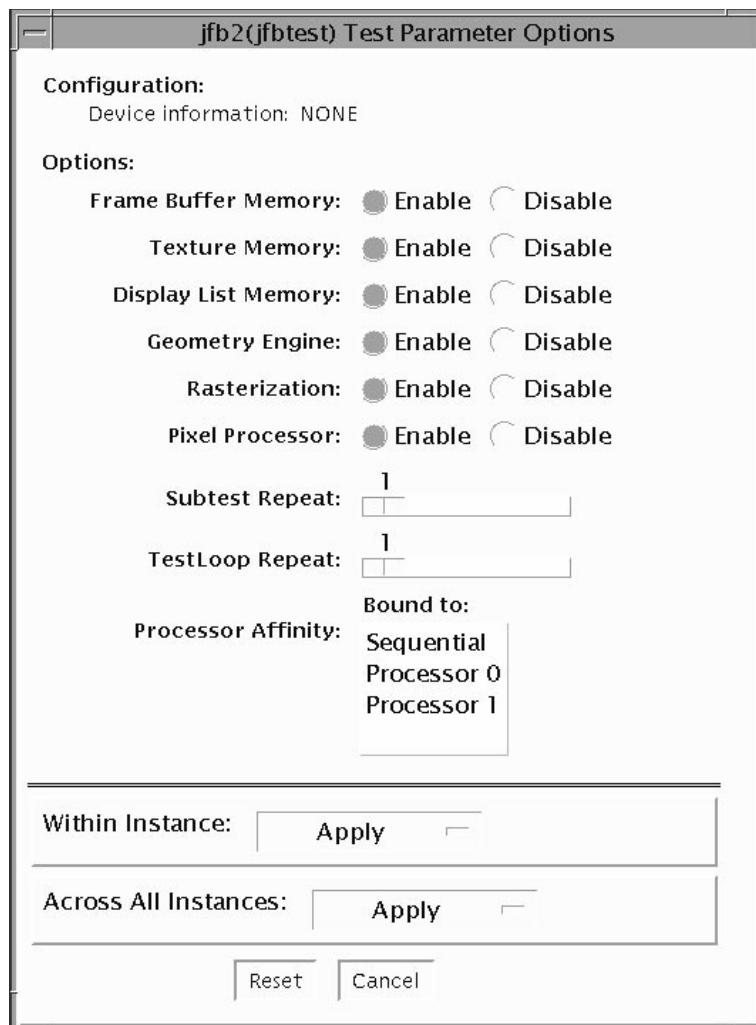 jfb2(jfbtest) Test Parameter Options
Configuration:
Device information: NONE
Options:
Frame Buffer Memory: Enable Disable
Texture Memory: Enable Disable
Display List Memory: Enable Disable
Geometry Engine: Enable Disable
Rasterization: Enable Disable
Pixel Processor: Enable Disable
1
Subtest Repeat:
1
TestLoop Repeat:
Bound to:
Processor Affinity:
Sequential
Processor 0
Processor 1
Within Instance: Apply
Across All Instances: Apply
Reset Cancel